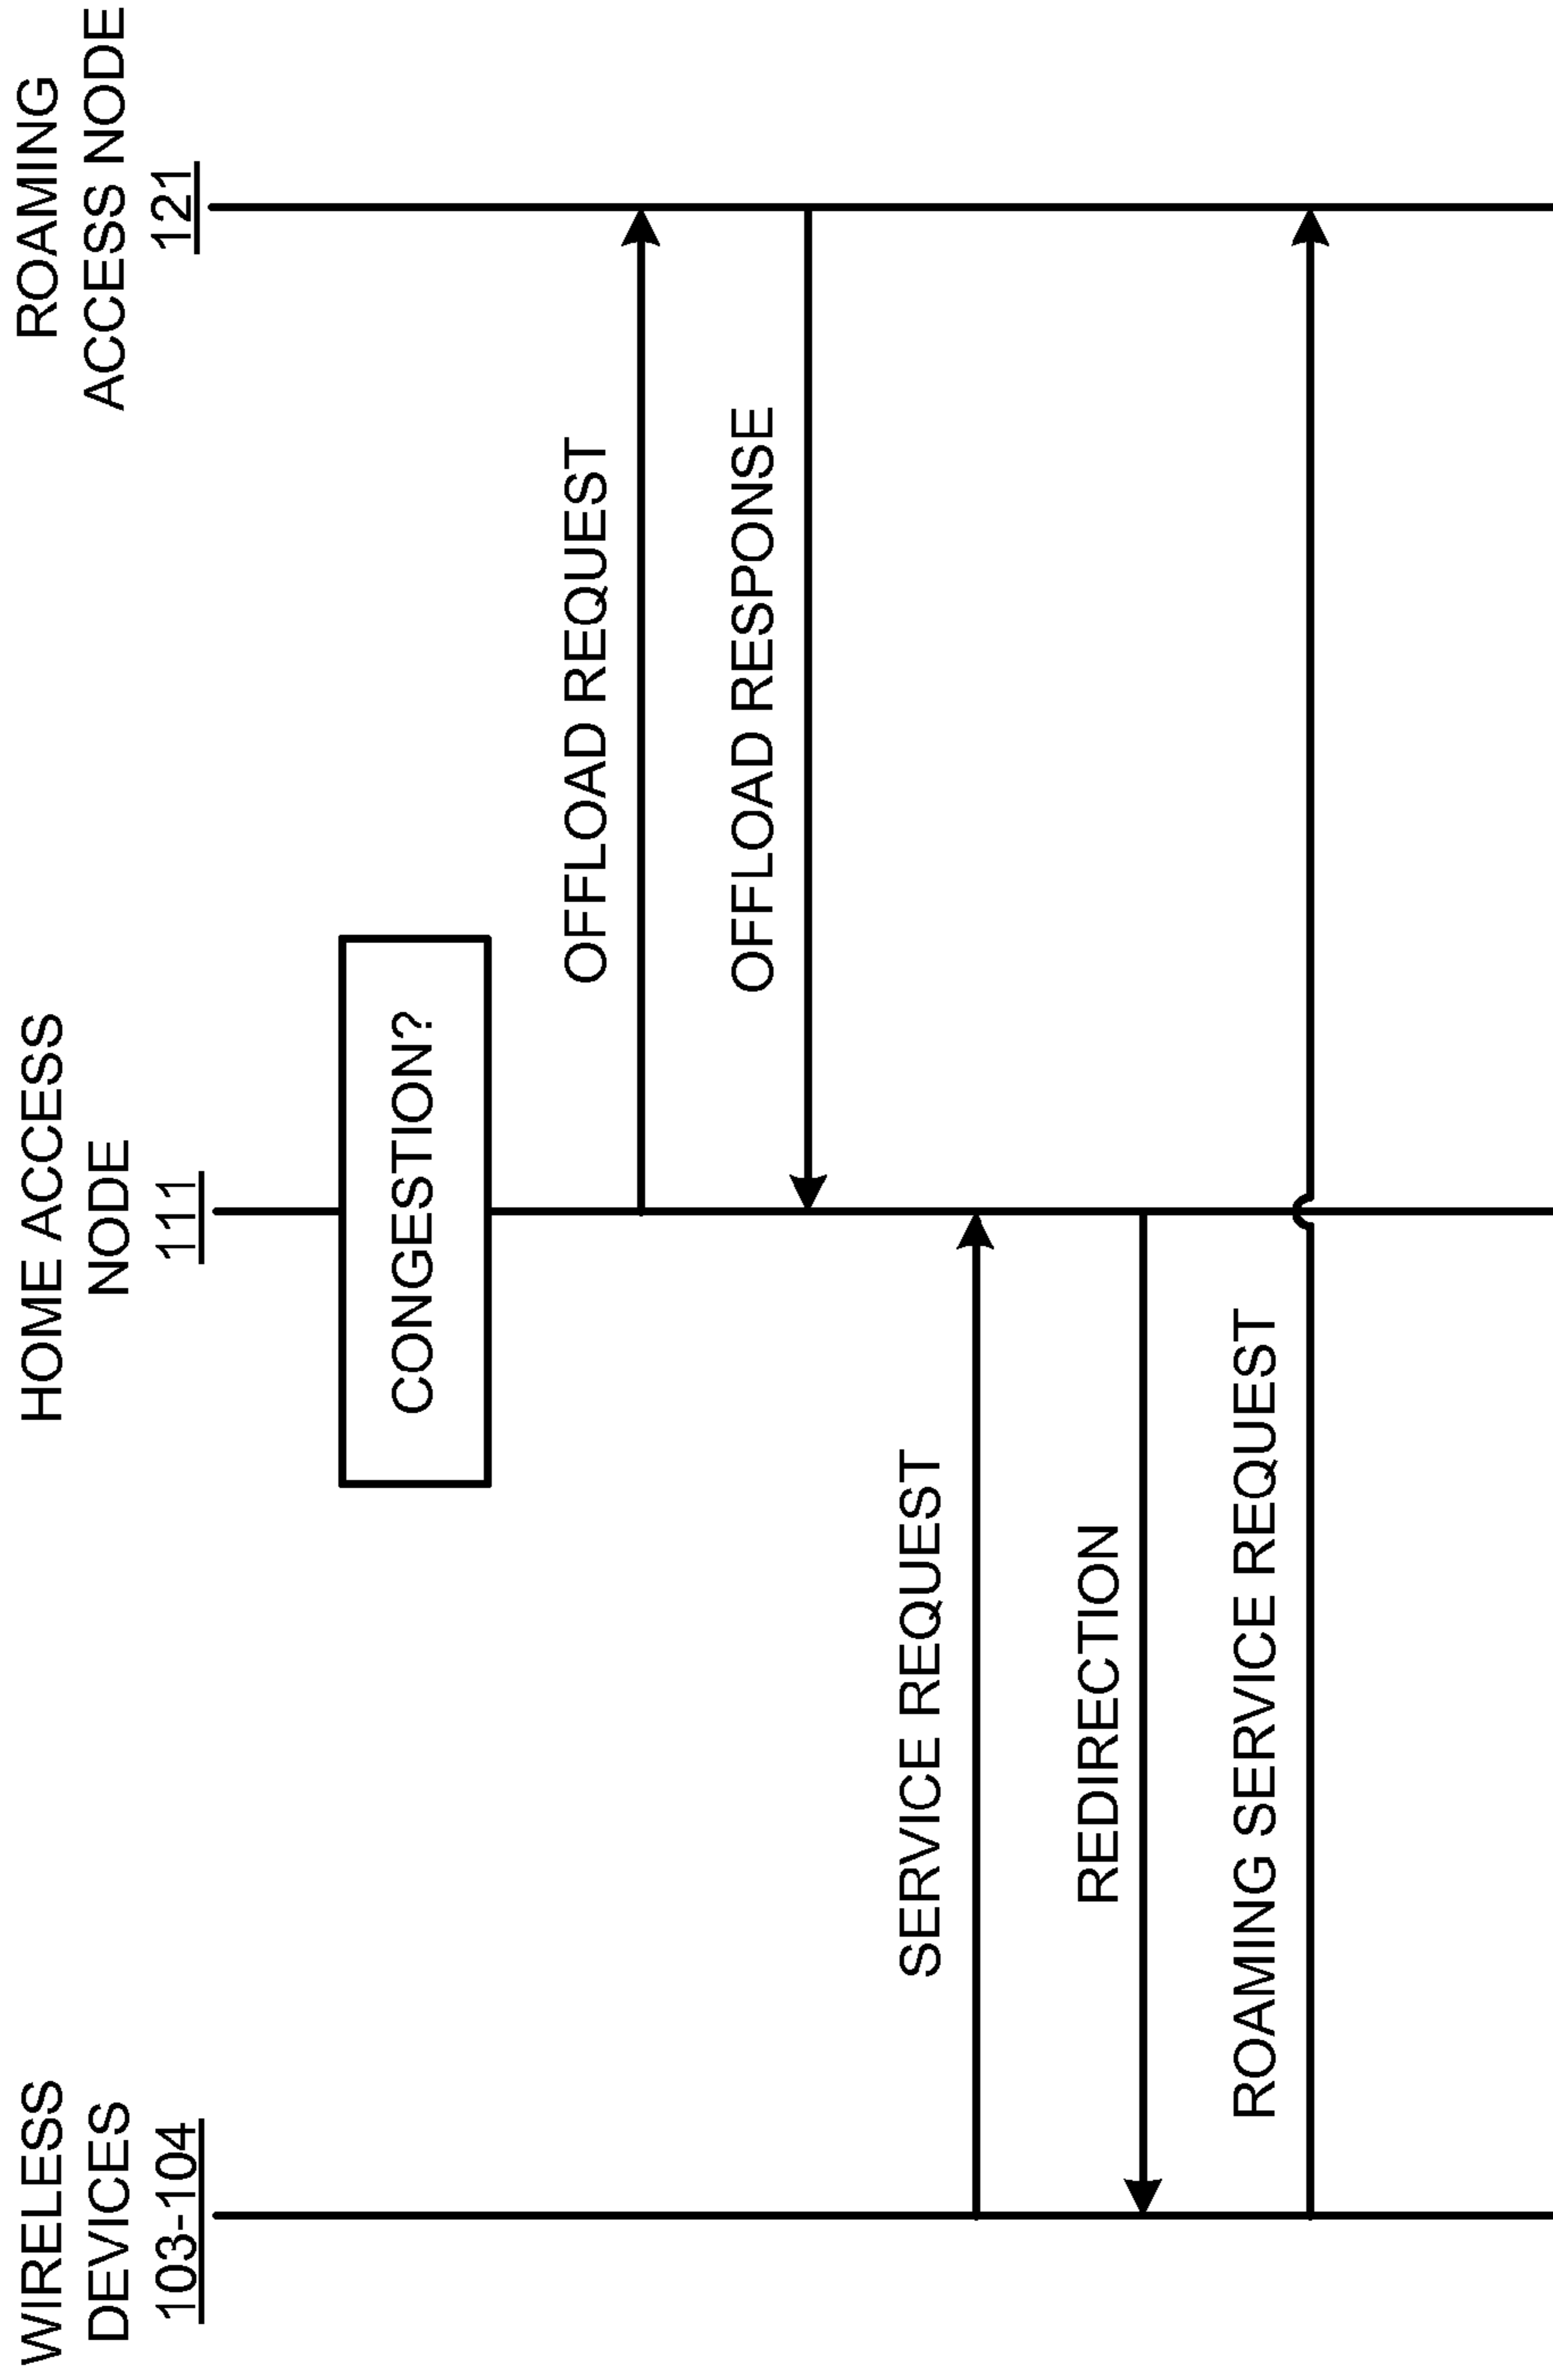 WIRELESS
DEVICES
103-104
HOME ACCESS
NODE
111
ROAMING
ACCESS NODE
121
CONGESTION?
OFFLOAD REQUEST
OFFLOAD RESPONSE
SERVICE REQUEST
REDIRECTION
ROAMING SERVICE REQUEST